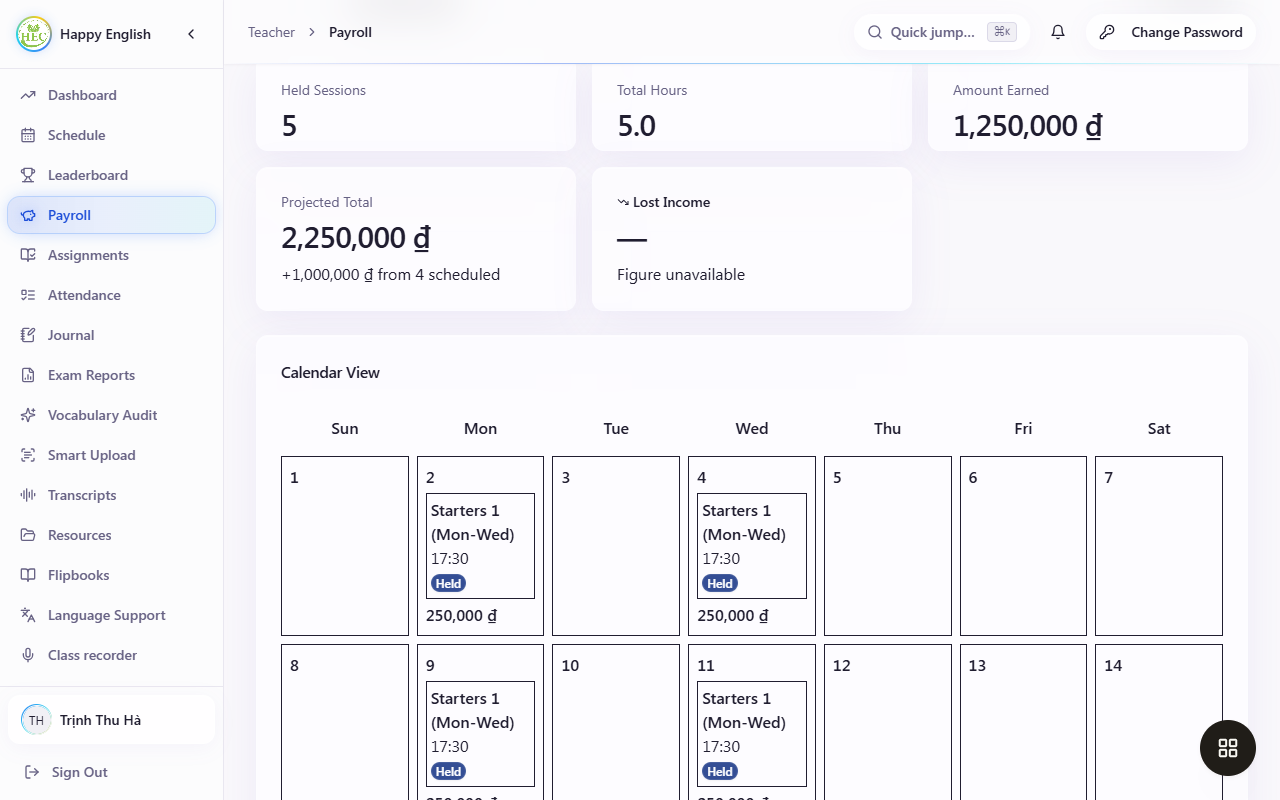 HEC
Happy English
Teacher
Payroll
Quick jump...
⌘K
Change Password
Dashboard
Schedule
Leaderboard
Payroll
Assignments
Attendance
Journal
Exam Reports
Vocabulary Audit
Smart Upload
Transcripts
Resources
Flipbooks
Language Support
Class recorder
TH
Trịnh Thu Hà
Sign Out
Held Sessions
5
Total Hours
5.0
Amount Earned
1,250,000 ₫
Projected Total
2,250,000 ₫
+1,000,000 ₫ from 4 scheduled
Lost Income
—
Figure unavailable
Calendar View
Sun Mon Tue Wed Thu Fri Sat
1
2
Starters 1
(Mon-Wed)
17:30
Held
250,000 ₫
3
4
Starters 1
(Mon-Wed)
17:30
Held
250,000 ₫
5
6
7
8
9
Starters 1
(Mon-Wed)
17:30
Held
10
11
Starters 1
(Mon-Wed)
17:30
Held
12
13
14